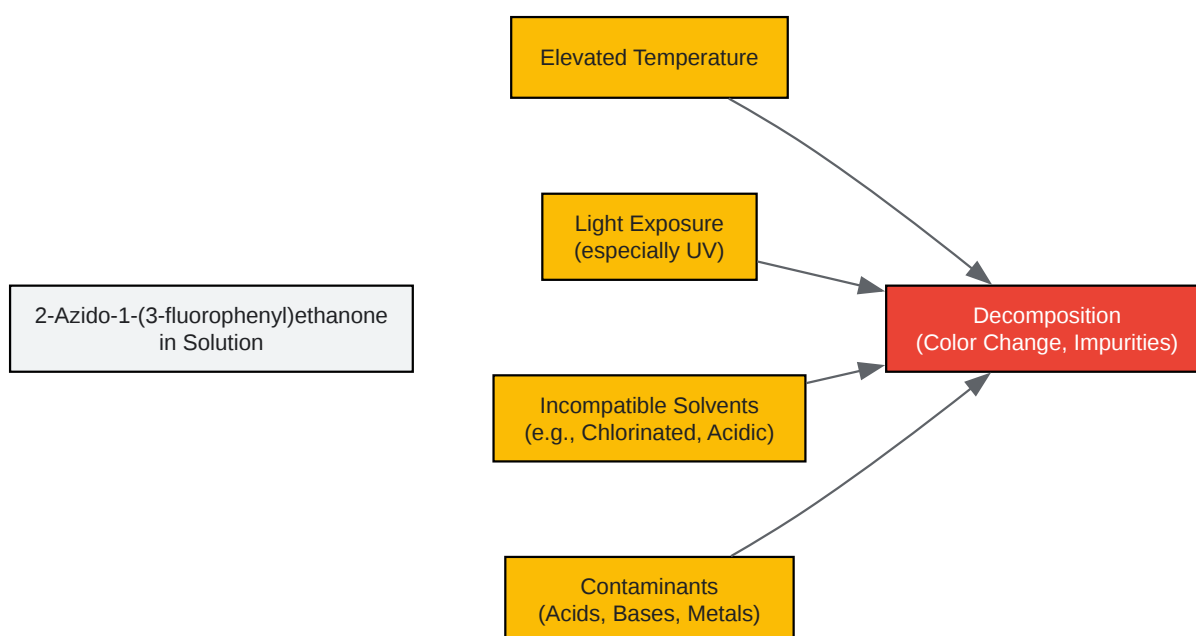 Elevated Temperature
Light Exposure
(especially UV)
2-Azido-1-(3-fluorophenyl)ethanone
in Solution
Decomposition
(Color Change, Impurities)
Incompatible Solvents
(e.g., Chlorinated, Acidic)
Contaminants
(Acids, Bases, Metals)